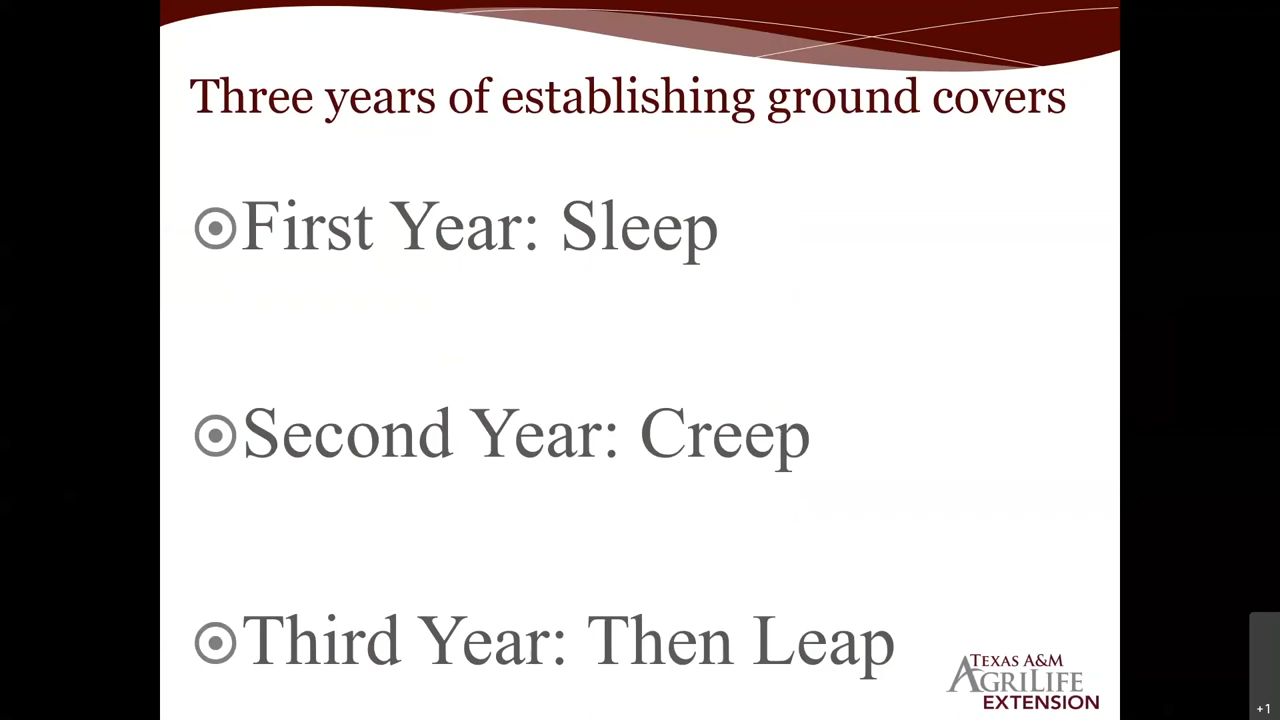 Three years of establishing ground covers
First Year: Sleep
Second Year: Creep
Third Year: Then Leap
TEXAS A&M
AGRILIFE
EXTENSION
+1